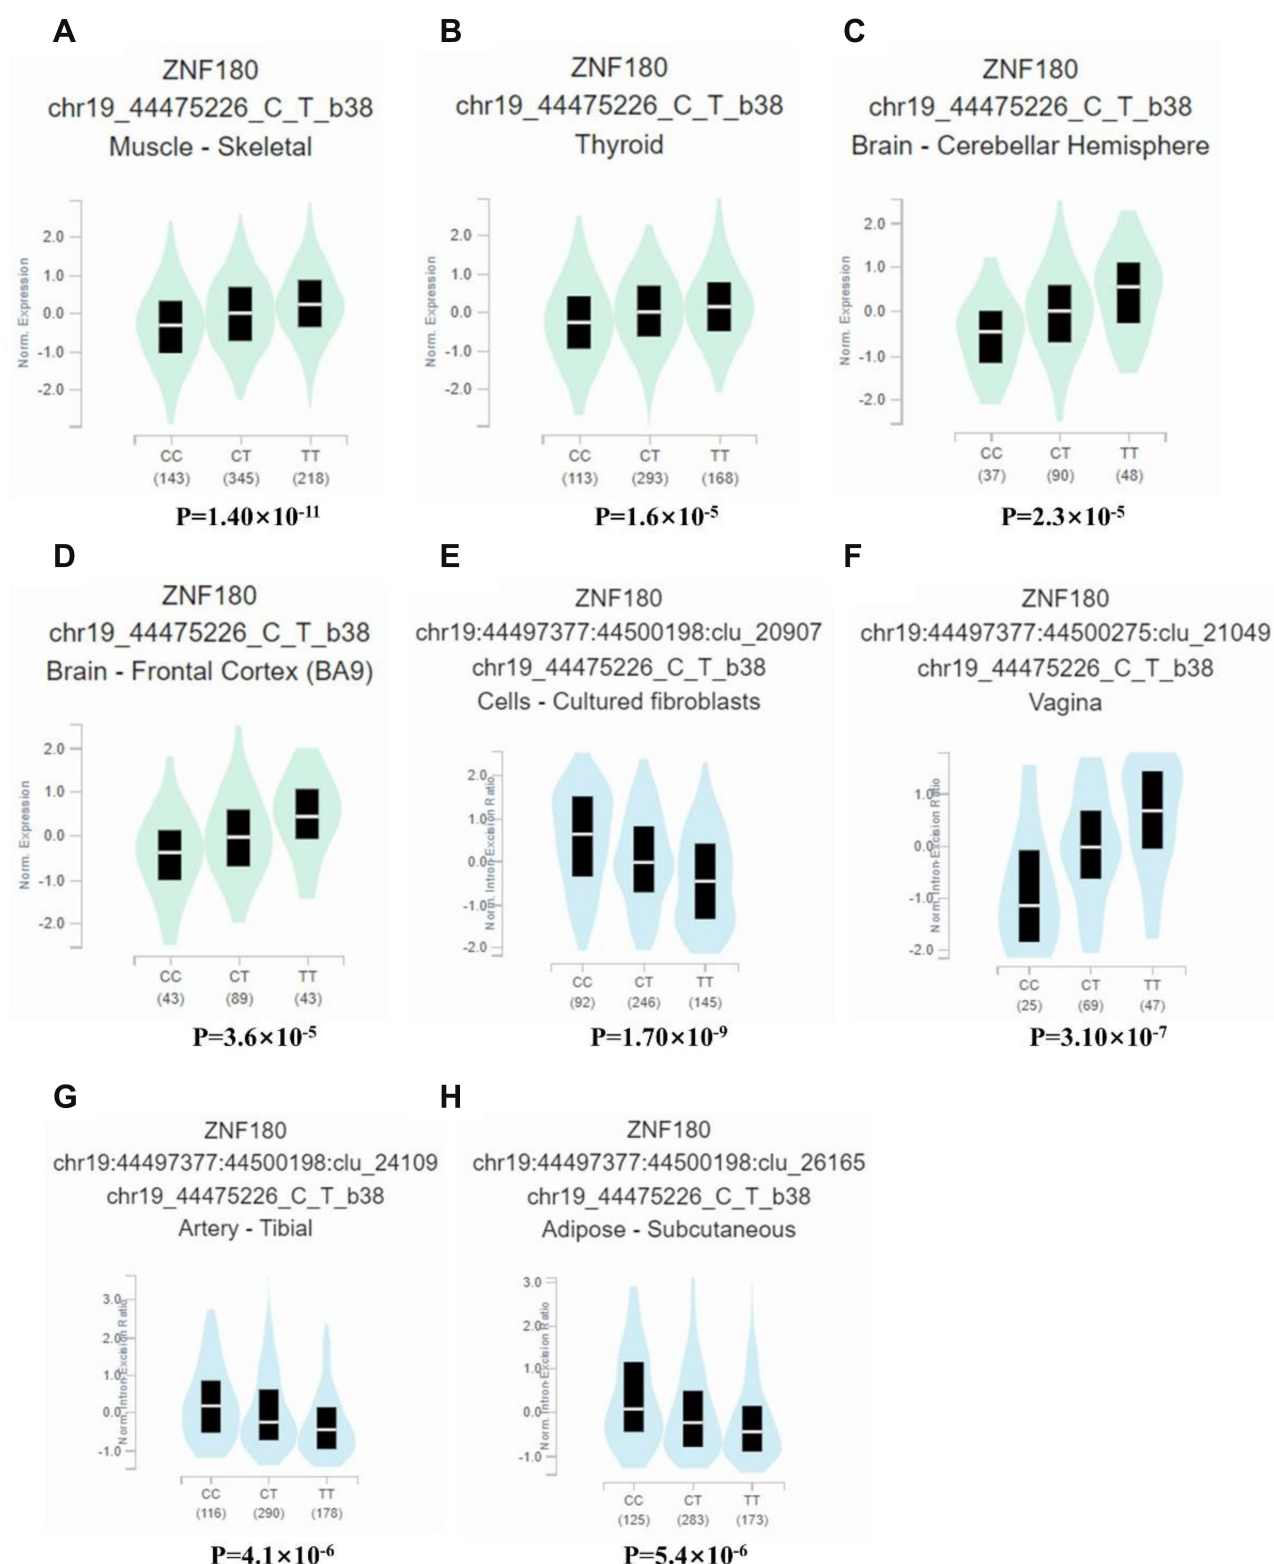 A
ZNF180
chr19_44475226_C_T_b38
Muscle - Skeletal
Norm. Expression
2.0
1.0
0.0
-1.0
-2.0
CC
CT
TT
(143)
(345)
(218)
P=1.40×10-11
B
ZNF180
chr19_44475226_C_T_b38
Thyroid
Norm. Expression
2.0
1.0
0.0
-1.0
-2.0
CC
CT
TT
(113)
(293)
(168)
P=1.6×10-5
C
ZNF180
chr19_44475226_C_T_b38
Brain - Cerebellar Hemisphere
Norm. Expression
2.0
1.0
0.0
-1.0
-2.0
CC
CT
TT
(37)
(90)
(48)
P=2.3×10-5
D
ZNF180
chr19_44475226_C_T_b38
Brain - Frontal Cortex (BA9)
Norm. Expression
2.0
1.0
0.0
-1.0
-2.0
CC
CT
TT
(43)
(89)
(43)
P=3.6×10-5
E
ZNF180
chr19:44497377:44500198:clu_20907
chr19_44475226_C_T_b38
Cells - Cultured fibroblasts
Norm. Intron-Excision Ratio
2.0
1.0
0.0
-1.0
-2.0
CC
CT
TT
(92)
(246)
(145)
P=1.70×10-9
F
ZNF180
chr19:44497377:44500275:clu_21049
chr19_44475226_C_T_b38
Vagina
Norm. Intron-Excision Ratio
1.0
0.0
-1.0
-2.0
CC
CT
TT
(25)
(69)
(47)
P=3.10×10-7
G
ZNF180
chr19:44497377:44500198:clu_24109
chr19_44475226_C_T_b38
Artery - Tibial
Norm. Intron-Excision Ratio
3.0
2.0
1.0
0.0
-1.0
CC
CT
TT
(116)
(290)
(178)
P=4.1×10-6
H
ZNF180
chr19:44497377:44500198:clu_26165
chr19_44475226_C_T_b38
Adipose - Subcutaneous
Norm. Intron-Excision Ratio
3.0
2.0
1.0
0.0
-1.0
CC
CT
TT
(125)
(283)
(173)
P=5.4×10-6